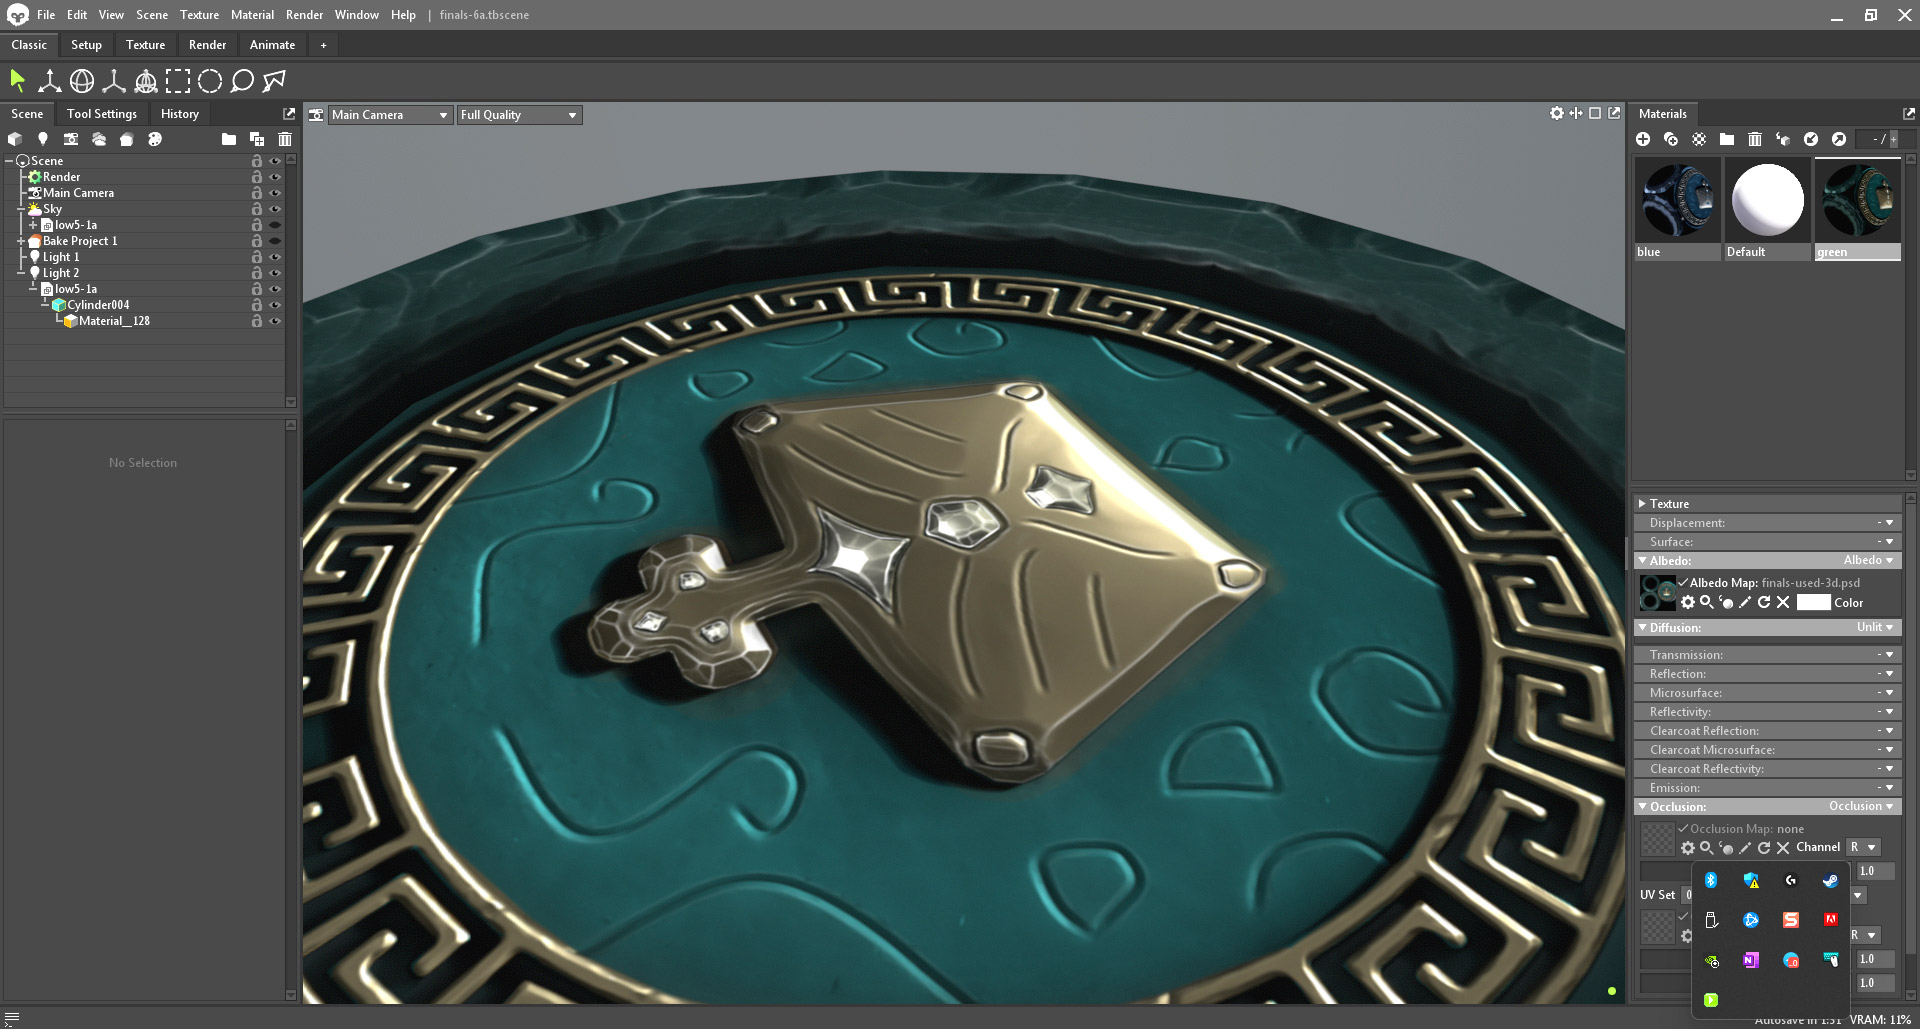 File Edit View Scene Texture Material Render Window Help | finals-6a.tbscene
Classic Setup Texture Render Animate +
Scene Tool Settings History
Main Camera Full Quality
Materials
- / +
Scene
Render
Main Camera
Sky
low5-1a
Bake Project 1
Light 1
Light 2
low5-1a
Cylinder004
Material__128
No Selection
blue Default green
Texture
Displacement: -
Surface: -
Albedo: Albedo
Albedo Map: finals-used-3d.psd
Color
Diffusion: Unlit
Transmission: -
Reflection: -
Microsurface: -
Reflectivity: -
Clearcoat Reflection: -
Clearcoat Microsurface: -
Clearcoat Reflectivity: -
Emission: -
Occlusion: Occlusion
Occlusion Map: none
Channel R
1.0
UV Set 0
R
1.0
1.0
Autosave in 1:51 VRAM: 11%